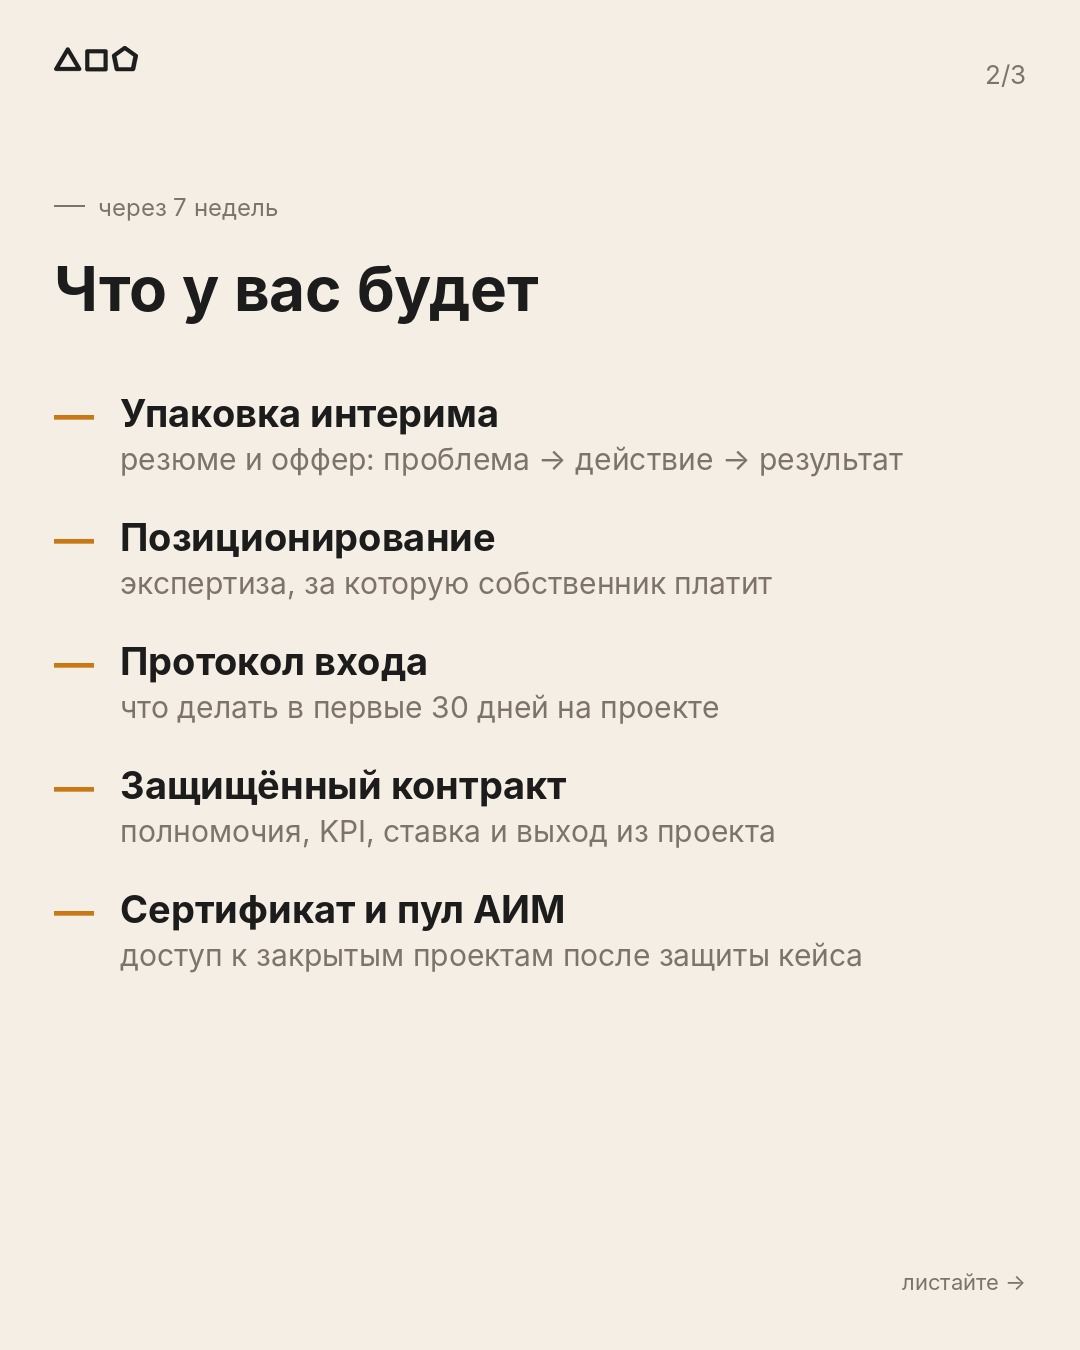 2/3
— через 7 недель
Что у вас будет
— Упаковка интерима
резюме и оффер: проблема → действие → результат
— Позиционирование
экспертиза, за которую собственник платит
— Протокол входа
что делать в первые 30 дней на проекте
— Защищённый контракт
полномочия, KPI, ставка и выход из проекта
— Сертификат и пул АИМ
доступ к закрытым проектам после защиты кейса
листайте →